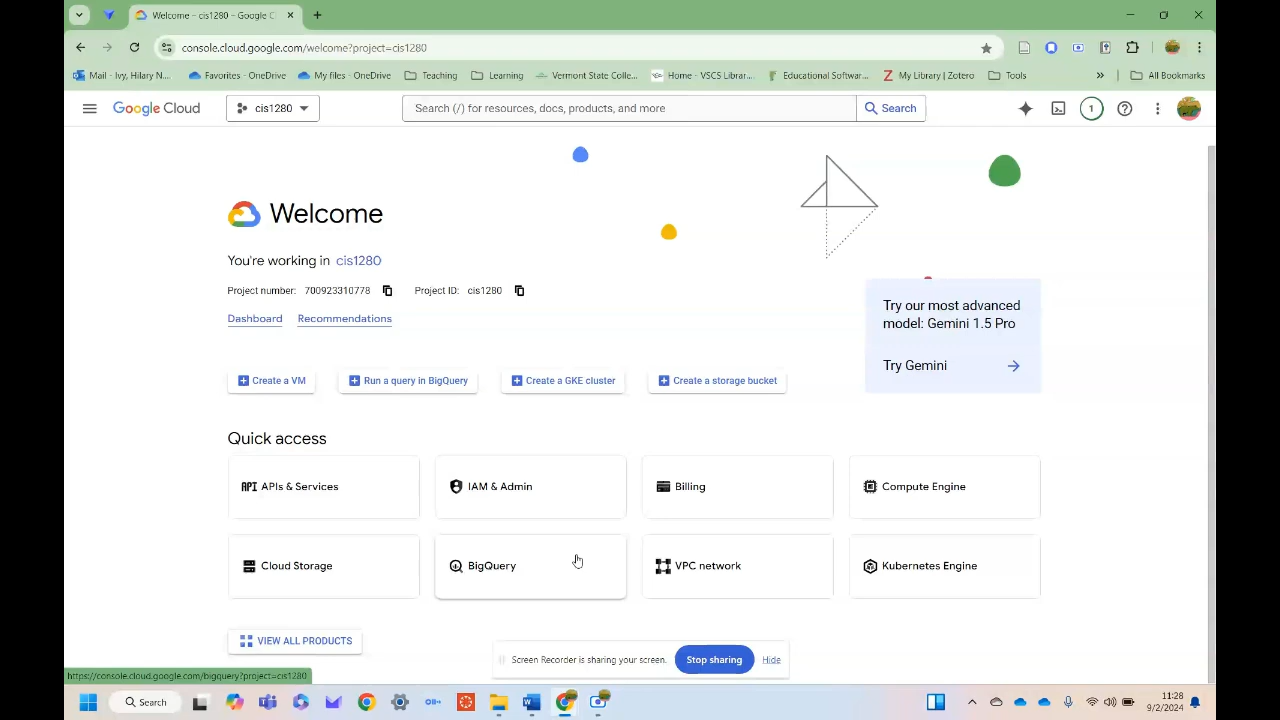 Welcome – cis1280 – Google C
console.cloud.google.com/welcome?project=cis1280
Mail - Ivy, Hilary N...
Favorites - OneDrive
My files - OneDrive
Teaching
Learning
Vermont State Colle...
Home - VSCS Librar...
Educational Softwar...
My Library | Zotero
Tools
»
All Bookmarks
Google Cloud
cis1280
Search (/) for resources, docs, products, and more
Search
1
Welcome
You're working in cis1280
Project number: 700923310778 Project ID: cis1280
Dashboard Recommendations
Try our most advanced
model: Gemini 1.5 Pro
Try Gemini
Create a VM
Run a query in BigQuery
Create a GKE cluster
Create a storage bucket
Quick access
API APIs & Services
IAM & Admin
Billing
Compute Engine
Cloud Storage
BigQuery
VPC network
Kubernetes Engine
VIEW ALL PRODUCTS
Screen Recorder is sharing your screen.
Stop sharing
Hide
https://console.cloud.google.com/bigquery?project=cis1280
Search
11:28
9/2/2024